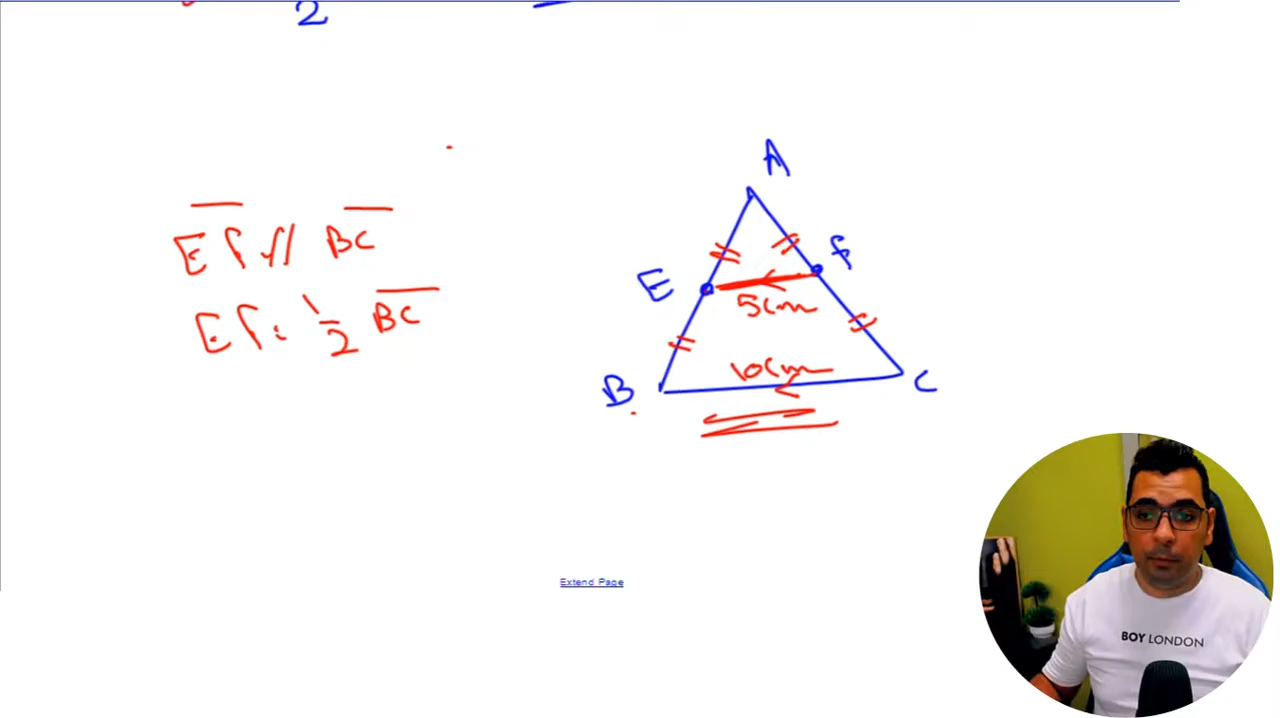 2
A
EF // BC
E
F
EF = 1/2 BC
5cm
10cm
B
C
Extend Page
BOY LONDON